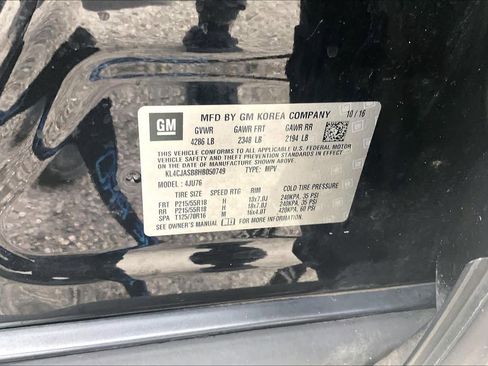 GM MFD BY GM KOREA COMPANY 10/16
GVWR GAWR FRT GAWR RR
4286 LB 2348 LB 2194 LB
THIS VEHICLE CONFORMS TO ALL APPLICABLE U.S. FEDERAL MOTOR
VEHICLE SAFETY, BUMPER, AND THEFT PREVENTION STANDARDS IN EFFECT
ON THE DATE OF MANUFACTURE SHOWN ABOVE.
KL4CJASB8HB050749 TYPE: MPV
MODEL: 4JU76
TIRE SIZE SPEED RTG RIM COLD TIRE PRESSURE
FRT P215/55R18 H 18x7.0J 240KPA, 35 PSI
RR P215/55R18 H 18x7.0J 240KPA, 35 PSI
SPA T125/70R16 M 16x4.0T 420KPA, 60 PSI
SEE OWNER'S MANUAL FOR ADDITIONAL INFORMATION.